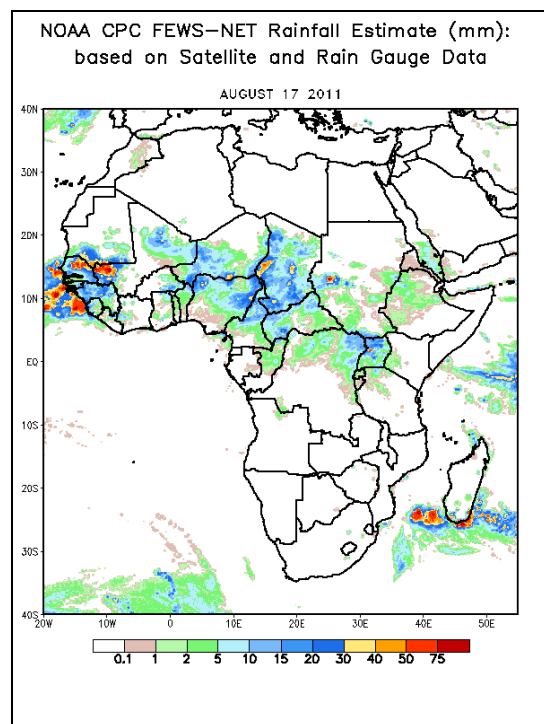 NOAA CPC FEWS-NET Rainfall Estimate (mm):
based on Satellite and Rain Gauge Data
AUGUST 17 2011
40N
30N
20N
10N
EQ
10S
20S
30S
40S
20W 10W 0 10E 20E 30E 40E 50E
0.1 1 2 5 10 15 20 30 40 50 75